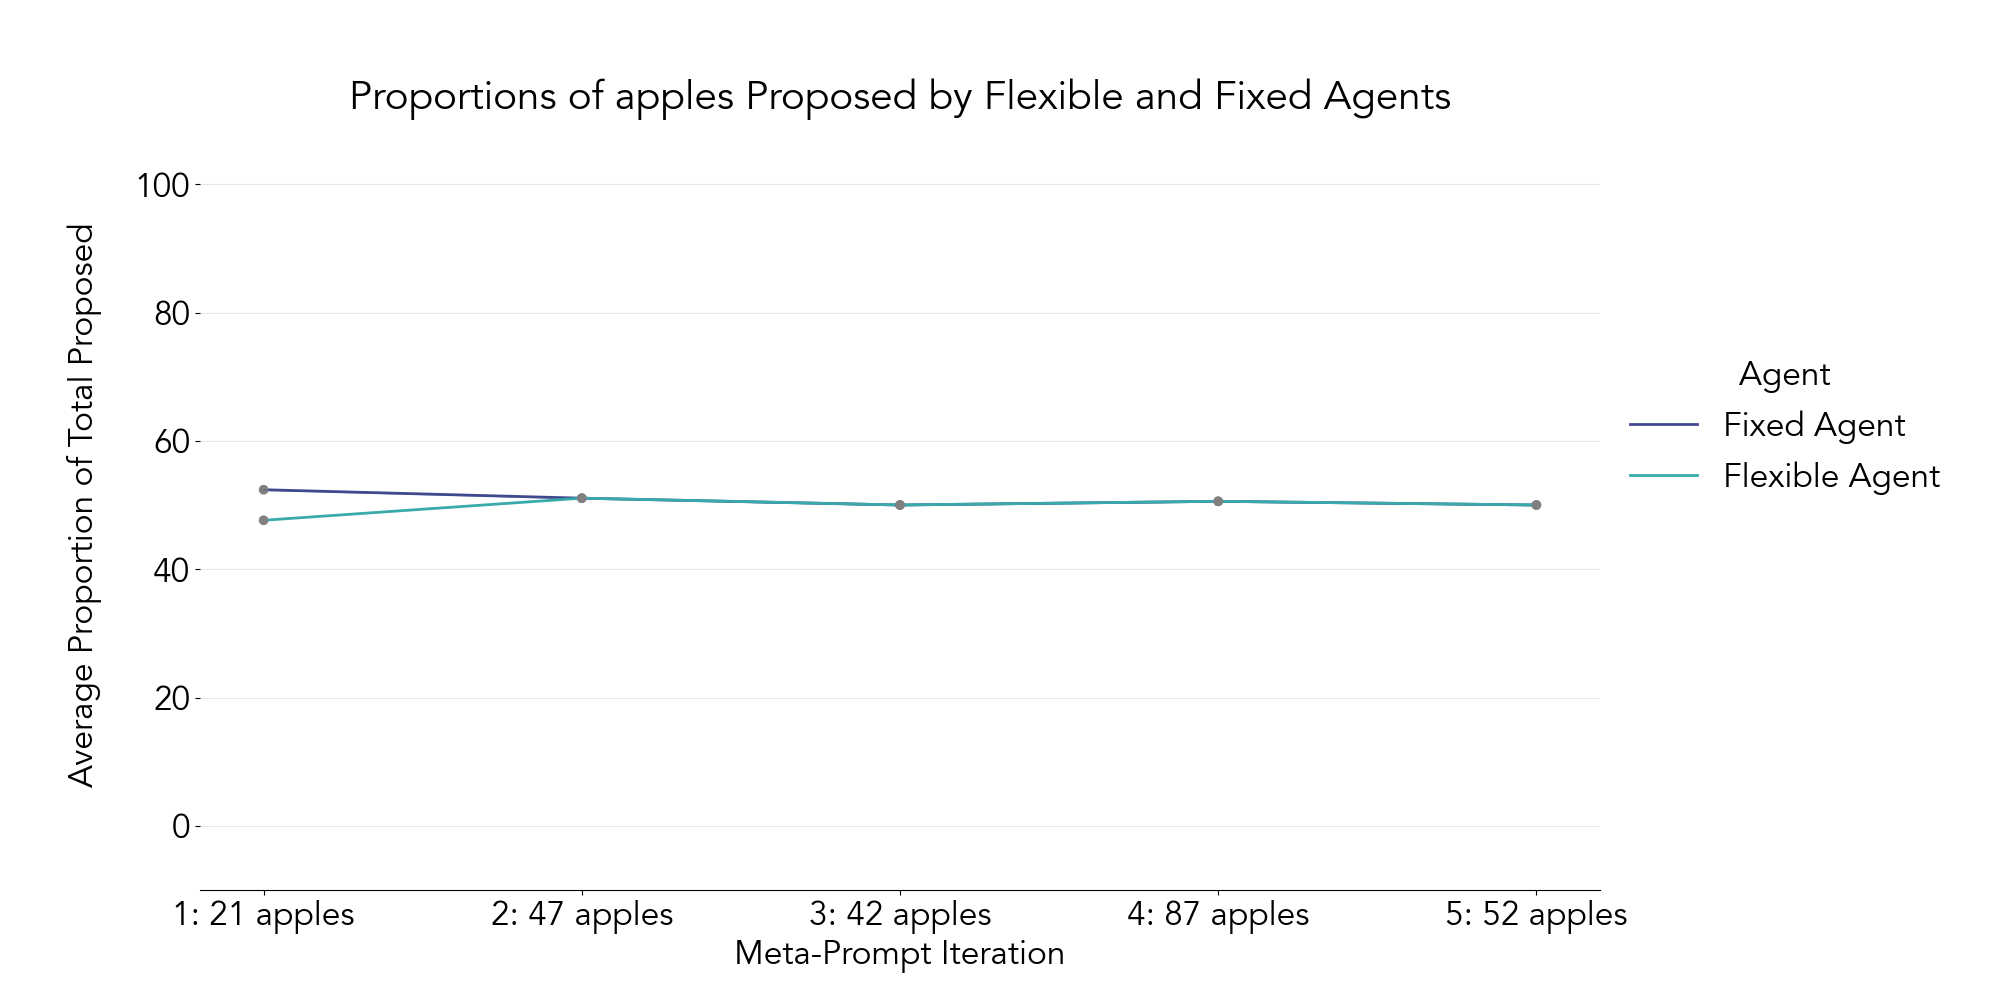 Proportions of apples Proposed by Flexible and Fixed Agents
Average Proportion of Total Proposed
100
80
60
40
20
0
1: 21 apples
2: 47 apples
3: 42 apples
4: 87 apples
5: 52 apples
Meta-Prompt Iteration
Agent
Fixed Agent
Flexible Agent